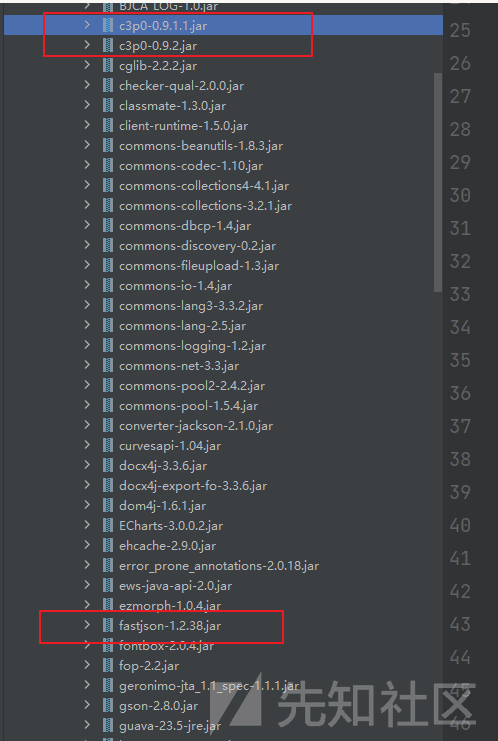 BJCA_LOG-1.0.jar
c3p0-0.9.1.1.jar
25
c3p0-0.9.2.jar
cglib-2.2.2.jar
26
checker-qual-2.0.0.jar
27
classmate-1.3.0.jar
client-runtime-1.5.0.jar
28
commons-beanutils-1.8.3.jar
commons-codec-1.10.jar
29
commons-collections4-4.1.jar
30
commons-collections-3.2.1.jar
commons-dbcp-1.4.jar
31
commons-discovery-0.2.jar
commons-fileupload-1.3.jar
32
commons-io-1.4.jar
33
commons-lang3-3.3.2.jar
commons-lang-2.5.jar
34
commons-logging-1.2.jar
35
commons-net-3.3.jar
commons-pool2-2.4.2.jar
36
commons-pool-1.5.4.jar
converter-jackson-2.1.0.jar
37
curvesapi-1.04.jar
38
docx4j-3.3.6.jar
docx4j-export-fo-3.3.6.jar
39
dom4j-1.6.1.jar
ECharts-3.0.0.2.jar
40
ehcache-2.9.0.jar
41
error_prone_annotations-2.0.18.jar
ews-java-api-2.0.jar
42
ezmorph-1.0.4.jar
fastjson-1.2.38.jar
43
fontbox-2.0.4.jar
44
fop-2.2.jar
geronimo-jta_1.1_spec-1.1.1.jar
45
gson-2.8.0.jar
先知社区
guava-23.5-jre.jar
46